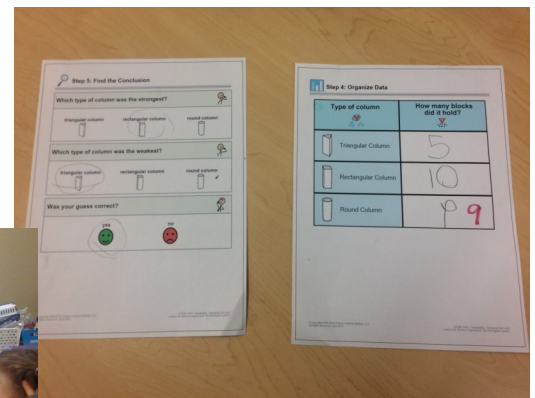 Step 5: Find the Conclusion
Which type of column was the strongest?
triangular column rectangular column round column
Which type of column was the weakest?
triangular column rectangular column round column
Was your guess correct?
yes no
Step 4: Organize Data
Type of column How many blocks
did it hold?
Triangular Column 5
Rectangular Column 10
Round Column 9